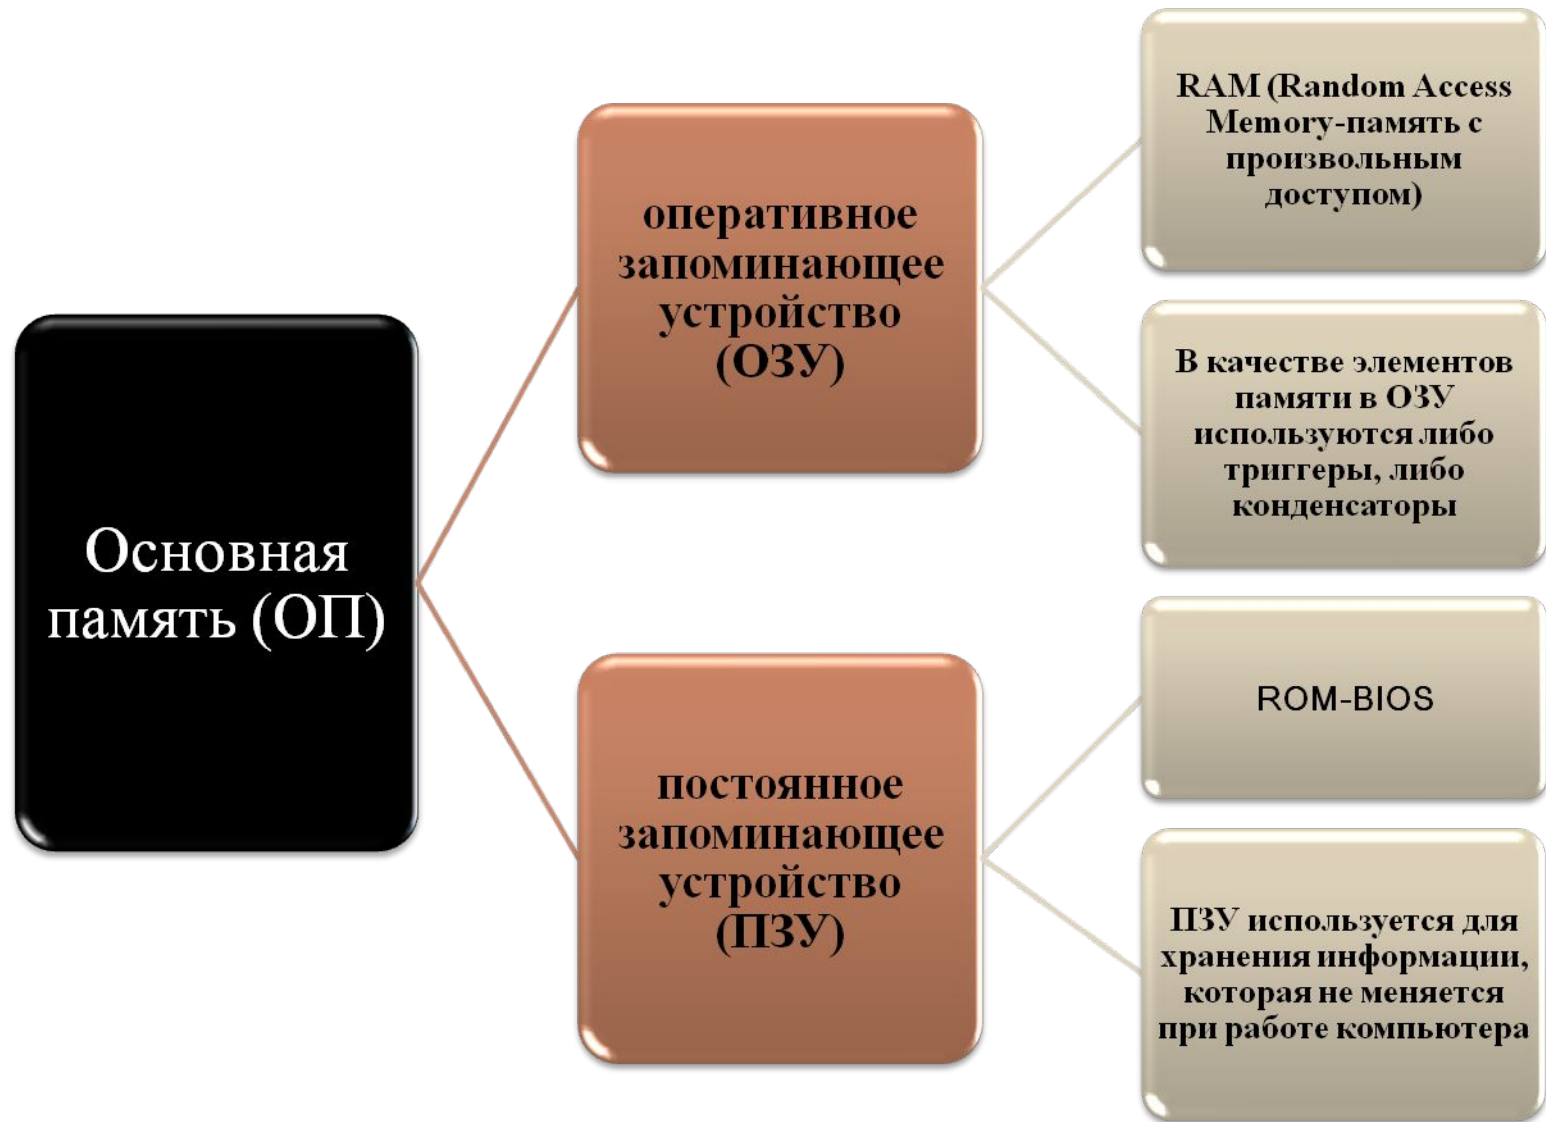 Основная
память (ОП)
оперативное
запоминающее
устройство
(ОЗУ)
RAM (Random Access
Memory-память с
произвольным
доступом)
В качестве элементов
памяти в ОЗУ
используются либо
триггеры, либо
конденсаторы
постоянное
запоминающее
устройство
(ПЗУ)
ROM-BIOS
ПЗУ используется для
хранения информации,
которая не меняется
при работе компьютера